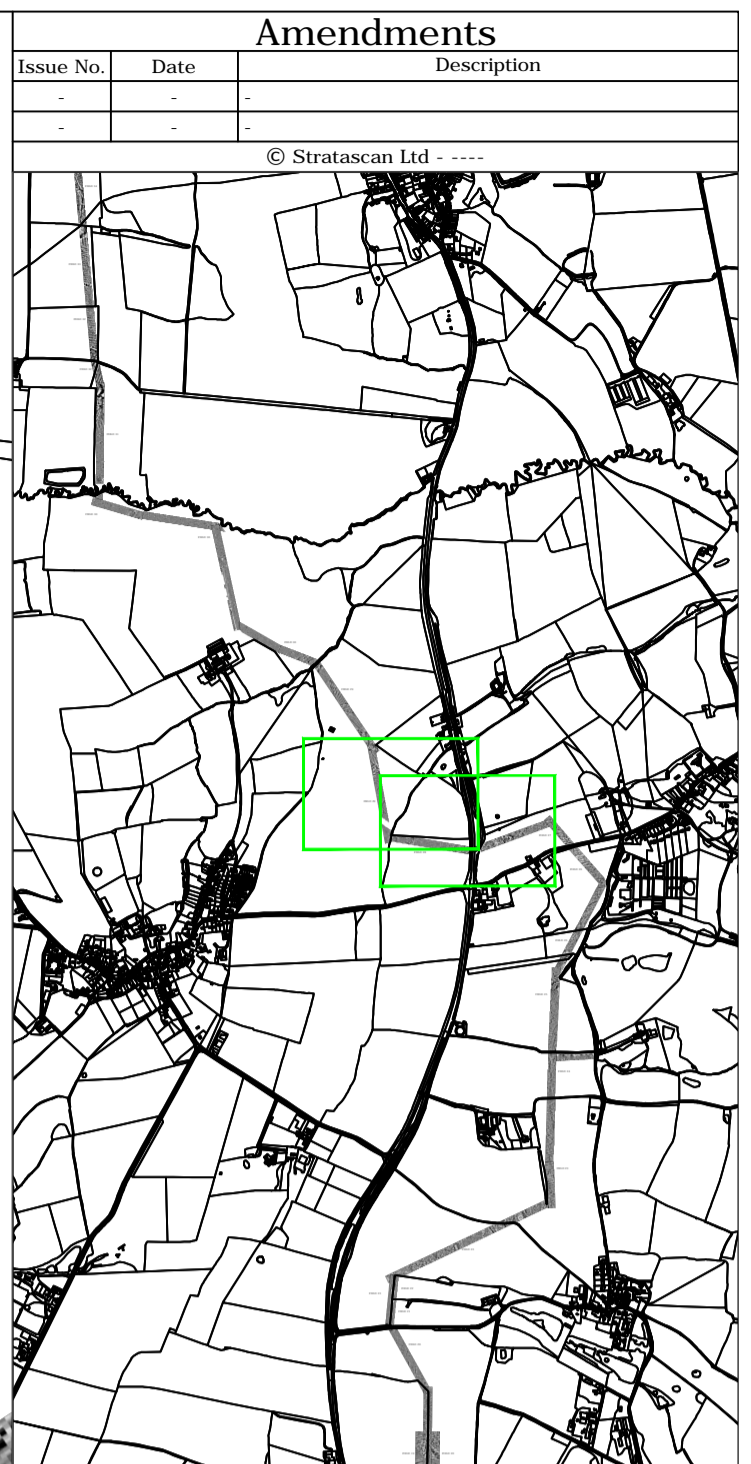 Amendments
Issue No. Date Description
- - -
- - -
© Stratascan Ltd - ----